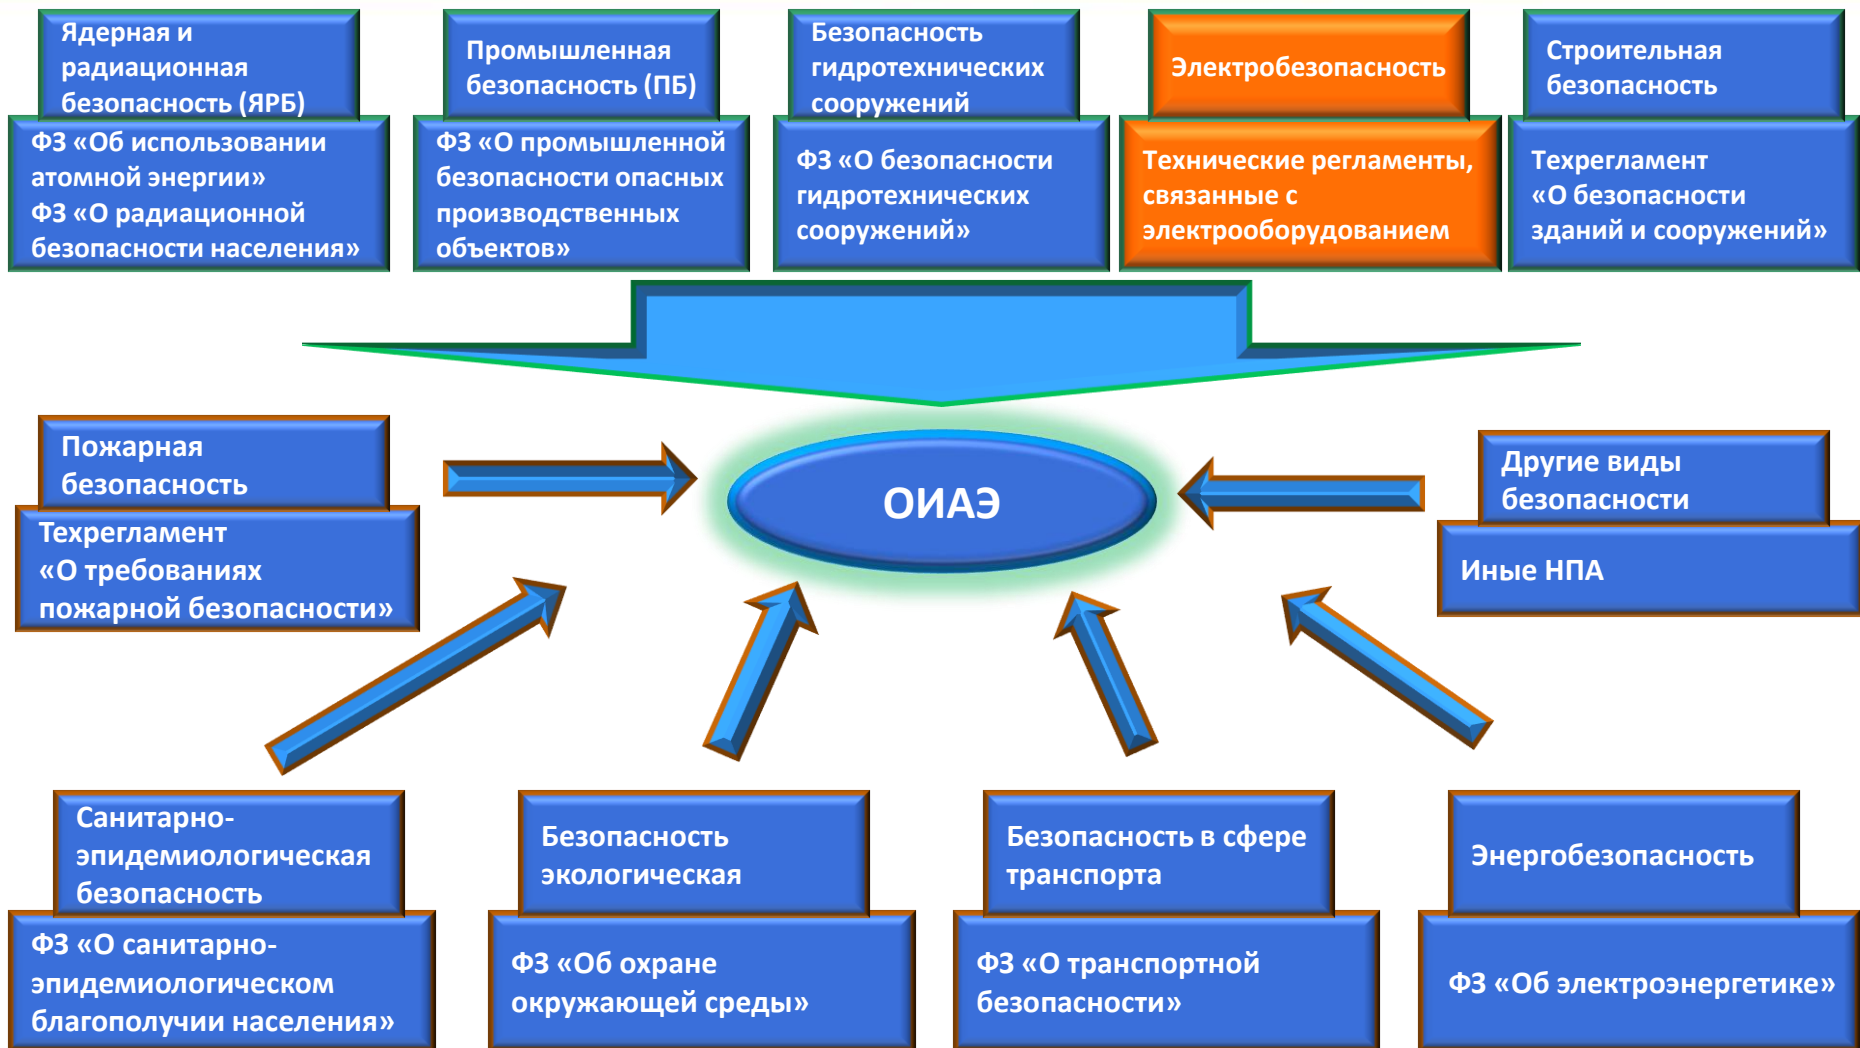 Ядерная и
радиационная
безопасность (ЯРБ)
ФЗ «Об использовании
атомной энергии»
ФЗ «О радиационной
безопасности населения»
Промышленная
безопасность (ПБ)
ФЗ «О промышленной
безопасности опасных
производственных
объектов»
Безопасность
гидротехнических
сооружений
ФЗ «О безопасности
гидротехнических
сооружений»
Электробезопасность
Технические регламенты,
связанные с
электрооборудованием
Строительная
безопасность
Техрегламент
«О безопасности
зданий и сооружений»
Пожарная
безопасность
Техрегламент
«О требованиях
пожарной безопасности»
ОИАЭ
Другие виды
безопасности
Иные НПА
Санитарно-
эпидемиологическая
безопасность
ФЗ «О санитарно-
эпидемиологическом
благополучии населения»
Безопасность
экологическая
ФЗ «Об охране
окружающей среды»
Безопасность в сфере
транспорта
ФЗ «О транспортной
безопасности»
Энергобезопасность
ФЗ «Об электроэнергетике»